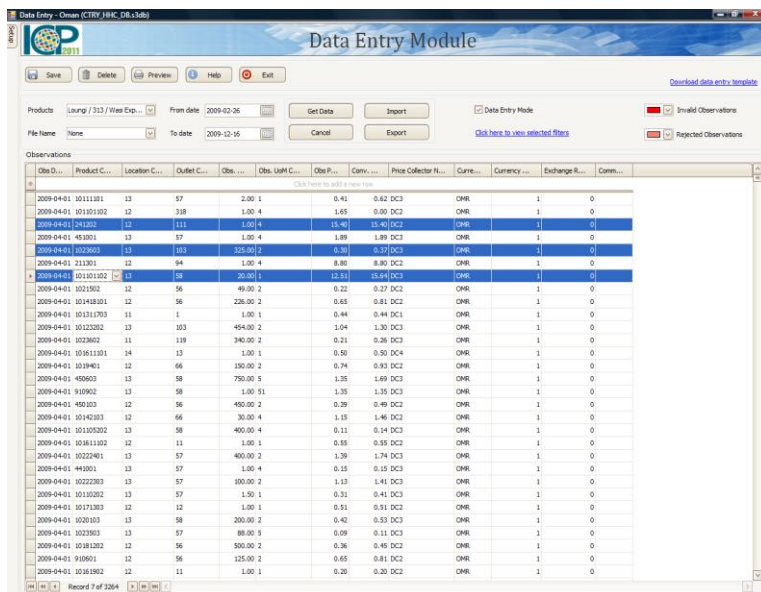 Data Entry - Oman (CTRY_HHC_DB.s3db)
Setup
ICP 2011
Data Entry Module
Save Delete Preview Help Exit
Download data entry template
Products Loungi / 313 / Wasi Exp... From date 2009-02-26 Get Data Import Data Entry Mode Invalid Observations
File Name None To date 2009-12-16 Cancel Export Click here to view selected filters Rejected Observations
Observations
Obs D... Product C... Location C... Outlet C... Obs. ... Obs. UoM C... Obs P... Conv. ... Price Collector N... Curre... Currency ... Exchange R... Comm...
Click here to add a new row
2009-04-01 10111101 13 57 2.00 1 0.41 0.62 DC3 OMR 1 0
2009-04-01 101101102 12 318 1.00 4 1.65 0.00 DC2 OMR 1 0
2009-04-01 241202 12 111 1.00 4 15.40 15.40 DC2 OMR 1 0
2009-04-01 451001 13 57 1.00 4 1.89 1.89 DC3 OMR 1 0
2009-04-01 1023603 13 103 325.00 2 0.30 0.37 DC3 OMR 1 0
2009-04-01 211301 12 94 1.00 4 8.80 8.80 DC2 OMR 1 0
2009-04-01 101101102 13 58 20.00 1 12.51 15.64 DC3 OMR 1 0
2009-04-01 1021502 12 56 49.00 2 0.22 0.27 DC2 OMR 1 0
2009-04-01 101418101 12 56 226.00 2 0.65 0.81 DC2 OMR 1 0
2009-04-01 101311703 11 1 1.00 1 0.44 0.44 DC1 OMR 1 0
2009-04-01 10123202 13 103 454.00 2 1.04 1.30 DC3 OMR 1 0
2009-04-01 1023602 11 119 340.00 2 0.21 0.26 DC3 OMR 1 0
2009-04-01 101611101 14 13 1.00 1 0.50 0.50 DC4 OMR 1 0
2009-04-01 1019401 12 66 150.00 2 0.74 0.93 DC2 OMR 1 0
2009-04-01 450603 13 58 750.00 5 1.35 1.69 DC3 OMR 1 0
2009-04-01 910902 13 58 1.00 51 1.35 1.35 DC3 OMR 1 0
2009-04-01 450103 12 56 450.00 2 0.39 0.49 DC2 OMR 1 0
2009-04-01 10142103 12 66 30.00 4 1.15 1.46 DC2 OMR 1 0
2009-04-01 101105202 13 58 400.00 4 0.11 0.14 DC3 OMR 1 0
2009-04-01 101611102 12 11 1.00 1 0.55 0.55 DC2 OMR 1 0
2009-04-01 10222401 13 57 400.00 2 1.39 1.74 DC3 OMR 1 0
2009-04-01 441001 13 57 1.00 4 0.15 0.15 DC3 OMR 1 0
2009-04-01 10222303 13 57 100.00 2 1.13 1.41 DC3 OMR 1 0
2009-04-01 10110202 13 57 1.50 1 0.31 0.41 DC3 OMR 1 0
2009-04-01 10171303 12 12 1.00 1 0.51 0.51 DC2 OMR 1 0
2009-04-01 1020103 13 58 200.00 2 0.42 0.53 DC3 OMR 1 0
2009-04-01 1023503 13 57 88.00 5 0.09 0.11 DC3 OMR 1 0
2009-04-01 10181202 12 56 500.00 2 0.36 0.45 DC2 OMR 1 0
2009-04-01 910601 12 56 125.00 2 0.65 0.81 DC2 OMR 1 0
2009-04-01 10161902 12 11 1.00 1 0.20 0.20 DC2 OMR 1 0
Record 7 of 3264